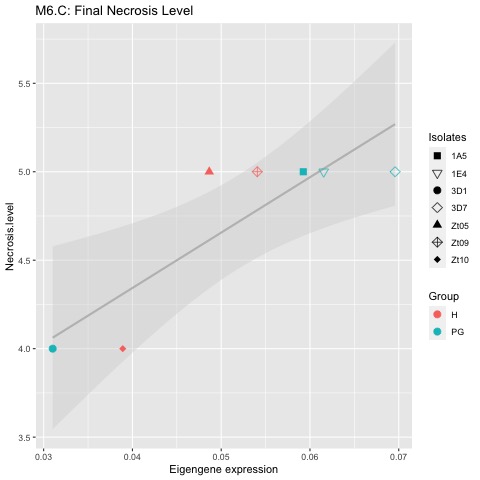 M6.C: Final Necrosis Level
Necrosis.level
5.5
5.0
4.5
4.0
3.5
0.03 0.04 0.05 0.06 0.07
Eigengene expression
Isolates
1A5
1E4
3D1
3D7
Zt05
Zt09
Zt10
Group
H
PG